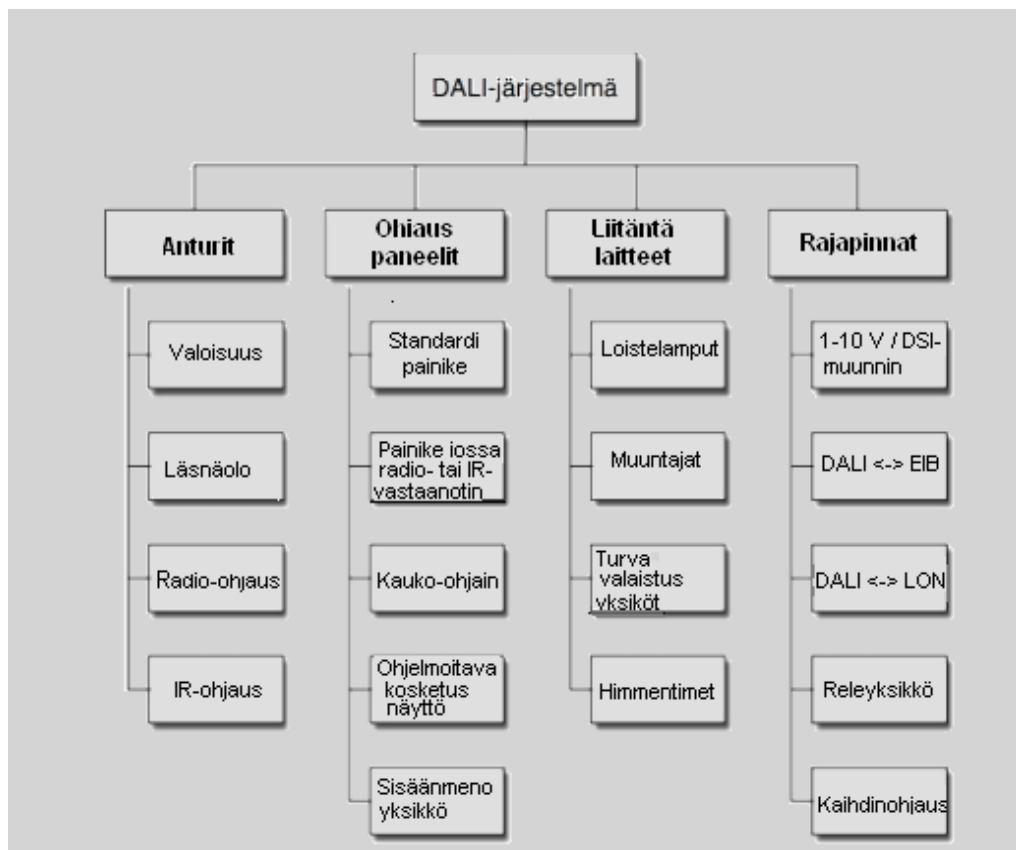 DALI-järjestelmä
Anturit
Valoisuus
Läsnäolo
Radio-ohjaus
IR-ohjaus
Ohiaus
paneelit
Standardi
painike
Painike iossa
radio- tai IR-
vastaanotin
Kauko-ohjain
Ohjelmoitava
kosketus
näyttö
Sisäänmeno
yksikkö
Liitäntä
laitteet
Loistelamput
Muuntajat
Turva
valaistus
yksiköt
Himmentimet
Rajapinnat
1-10 V / DSI-
muunnin
DALI <-> EIB
DALI <-> LON
Releyksikkö
Kaihdinohjaus